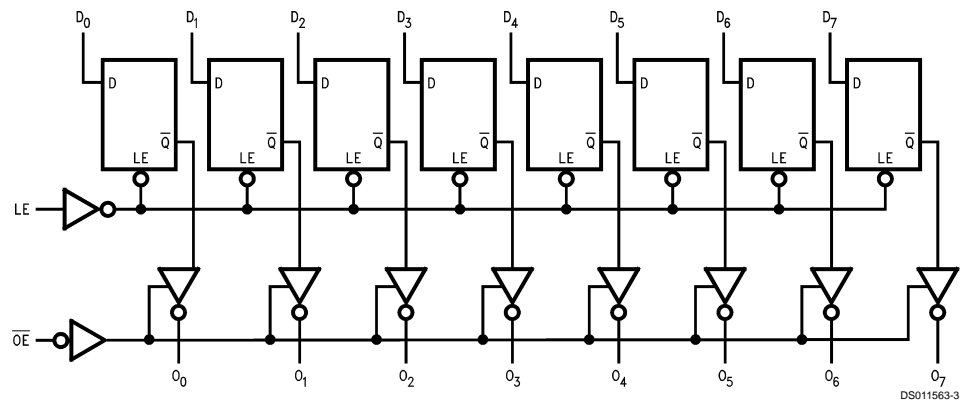 D₀ D₁ D₂ D₃ D₄ D₅ D₆ D₇
D D D D D D D D
Q̅ Q̅ Q̅ Q̅ Q̅ Q̅ Q̅ Q̅
LE LE LE LE LE LE LE LE
LE
O̅E̅
O₀ O₁ O₂ O₃ O₄ O₅ O₆ O₇
DS011563-3